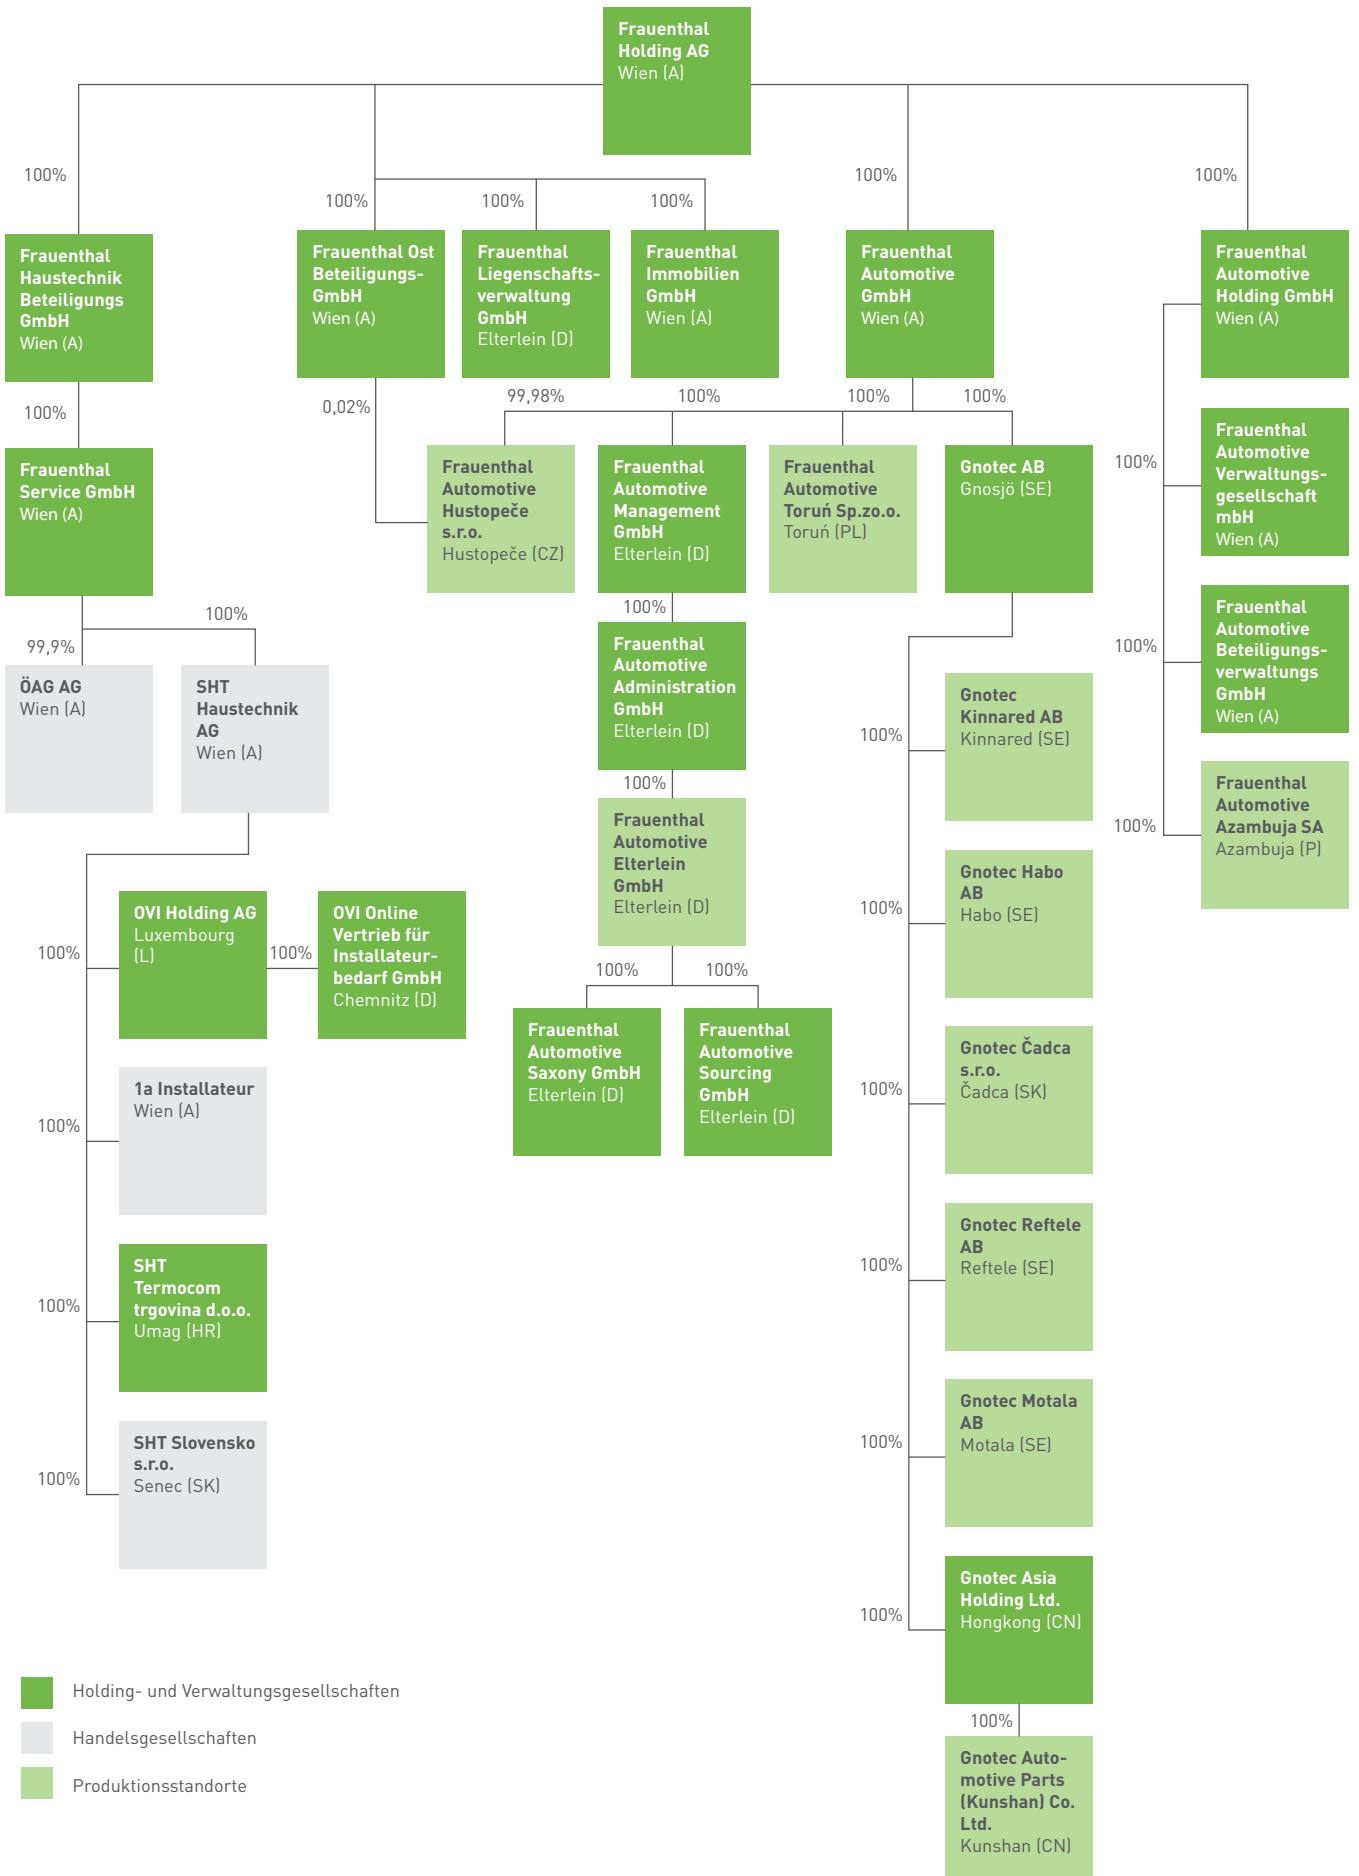 Frauenthal
Holding AG
Wien (A)
100%
100%
100%
100%
100%
100%
Frauenthal
Haustechnik
Beteiligungs
GmbH
Wien (A)
Frauenthal Ost
Beteiligungs-
GmbH
Wien (A)
Frauenthal
Liegenschafts-
verwaltung
GmbH
Elterlein (D)
Frauenthal
Immobilien
GmbH
Wien (A)
Frauenthal
Automotive
GmbH
Wien (A)
Frauenthal
Automotive
Holding GmbH
Wien (A)
100%
0,02%
99,98%
100%
100%
100%
Frauenthal
Service GmbH
Wien (A)
Frauenthal
Automotive
Hustopeče
s.r.o.
Hustopeče (CZ)
Frauenthal
Automotive
Management
GmbH
Elterlein (D)
Frauenthal
Automotive
Toruń Sp.zo.o.
Toruń (PL)
Gnotec AB
Gnosjö (SE)
100%
Frauenthal
Automotive
Verwaltungs-
gesellschaft
mbH
Wien (A)
99,9%
100%
100%
100%
ÖAG AG
Wien (A)
SHT
Haustechnik
AG
Wien (A)
Frauenthal
Automotive
Administration
GmbH
Elterlein (D)
Frauenthal
Automotive
Beteiligungs-
verwaltungs
GmbH
Wien (A)
100%
Gnotec
Kinnared AB
Kinnared (SE)
100%
100%
Frauenthal
Automotive
Azambuja SA
Azambuja (P)
Frauenthal
Automotive
Elterlein
GmbH
Elterlein (D)
100%
Gnotec Habo
AB
Habo (SE)
100%
OVI Holding AG
Luxembourg
(L)
100%
OVI Online
Vertrieb für
Installateur-
bedarf GmbH
Chemnitz (D)
100%
100%
Frauenthal
Automotive
Saxony GmbH
Elterlein (D)
Frauenthal
Automotive
Sourcing
GmbH
Elterlein (D)
100%
Gnotec Čadca
s.r.o.
Čadca (SK)
100%
1a Installateur
Wien (A)
100%
Gnotec Reftele
AB
Reftele (SE)
100%
SHT
Termocom
trgovina d.o.o.
Umag (HR)
100%
Gnotec Motala
AB
Motala (SE)
100%
SHT Slovensko
s.r.o.
Senec (SK)
100%
Gnotec Asia
Holding Ltd.
Hongkong (CN)
100%
Gnotec Auto-
motive Parts
(Kunshan) Co.
Ltd.
Kunshan (CN)
Holding- und Verwaltungsgesellschaften
Handelsgesellschaften
Produktionsstandorte